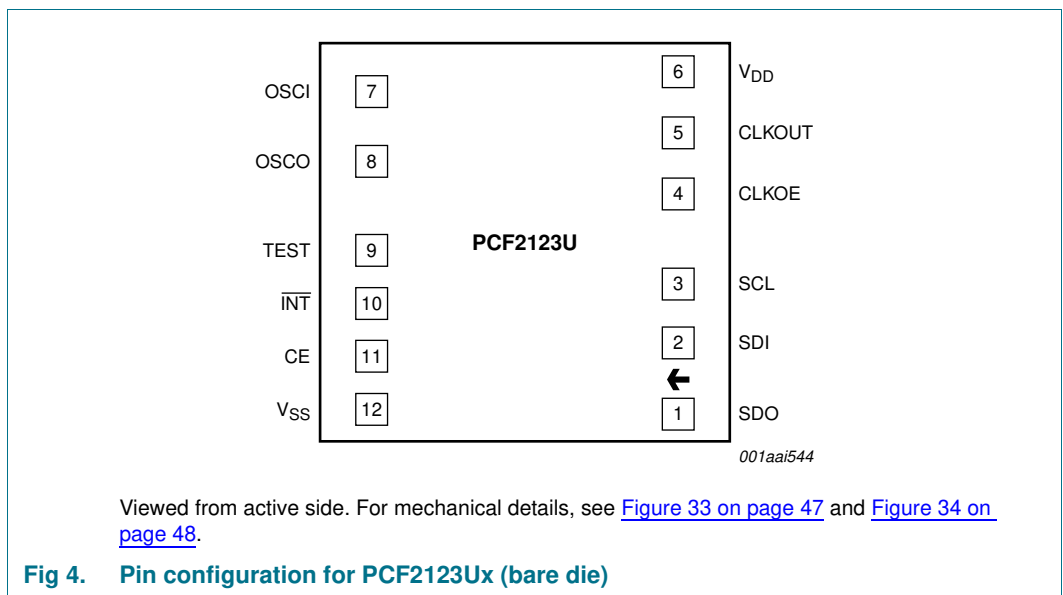 OSCI 7 6 VDD
5 CLKOUT
OSCO 8
4 CLKOE
PCF2123U
TEST 9
3 SCL
INT 10
2 SDI
CE 11
VSS 12 1 SDO
001aai544
Viewed from active side. For mechanical details, see Figure 33 on page 47 and Figure 34 on
page 48.
Fig 4. Pin configuration for PCF2123Ux (bare die)